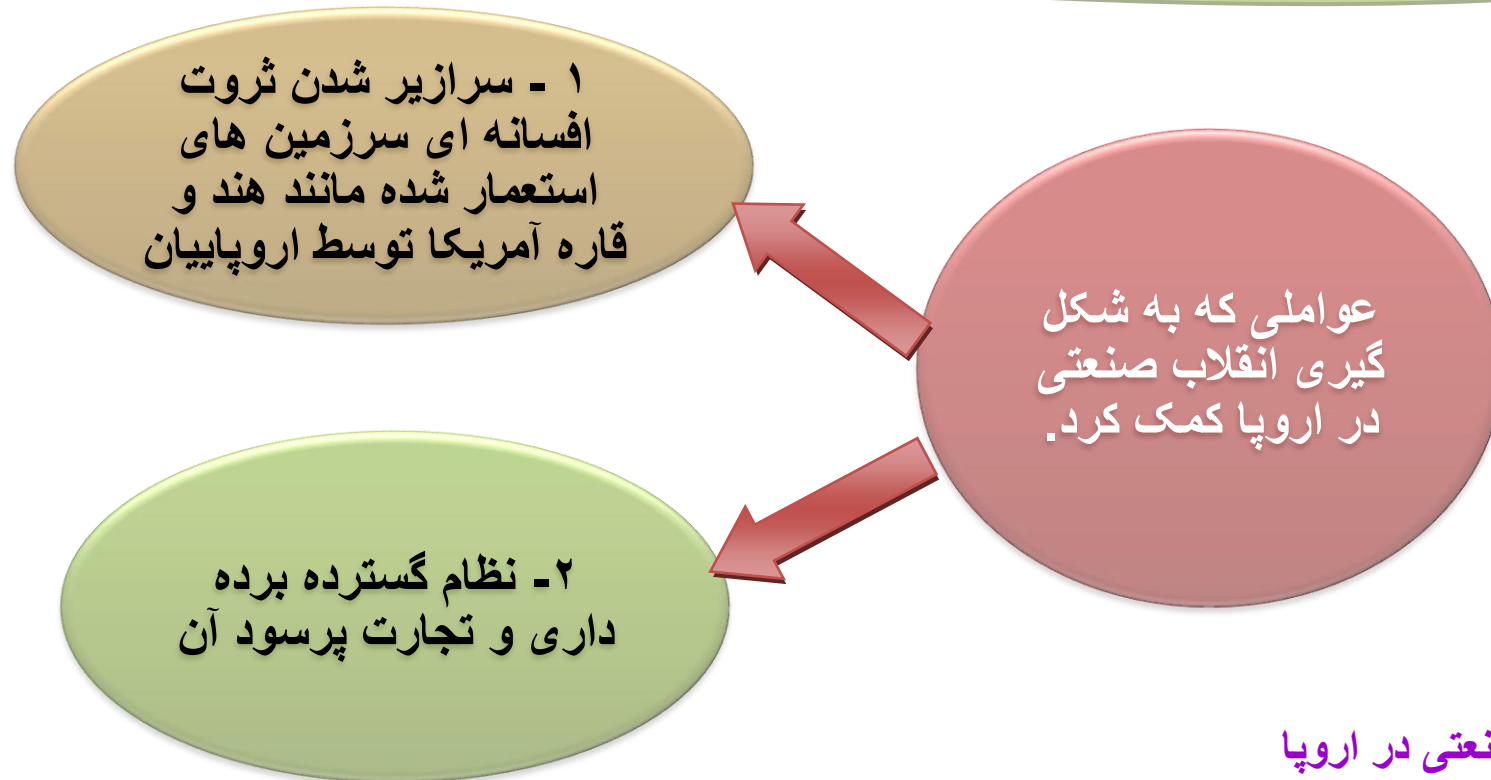 عواملی که به شکل
گیری انقلاب صنعتی
در اروپا کمک کرد.
۱ - سرازیر شدن ثروت
افسانه ای سرزمین های
استعمار شده مانند هند و
قاره آمریکا توسط اروپاییان
۲- نظام گسترده برده
داری و تجارت پرسود آن
نعتی در اروپا